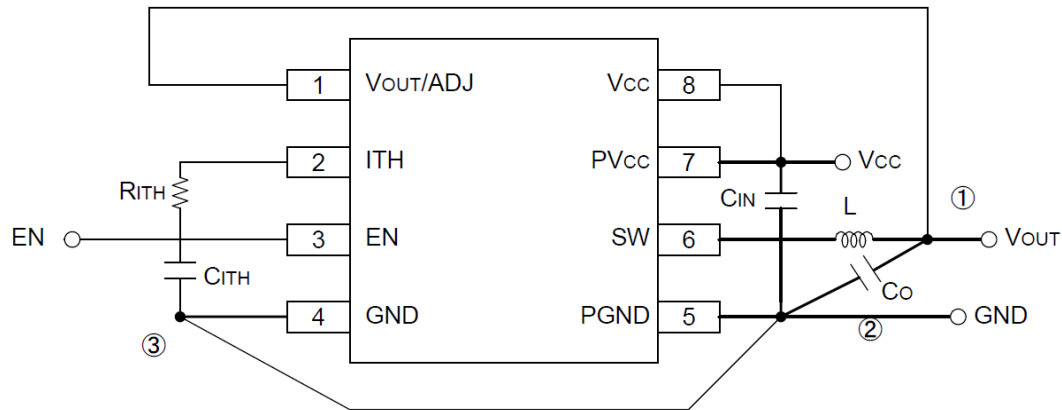 1 VOUT/ADJ VCC 8
2 ITH PVCC 7 VCC
RITH CIN L ①
EN 3 EN SW 6 VOUT
CITH CO
4 GND PGND 5 GND
③ ②